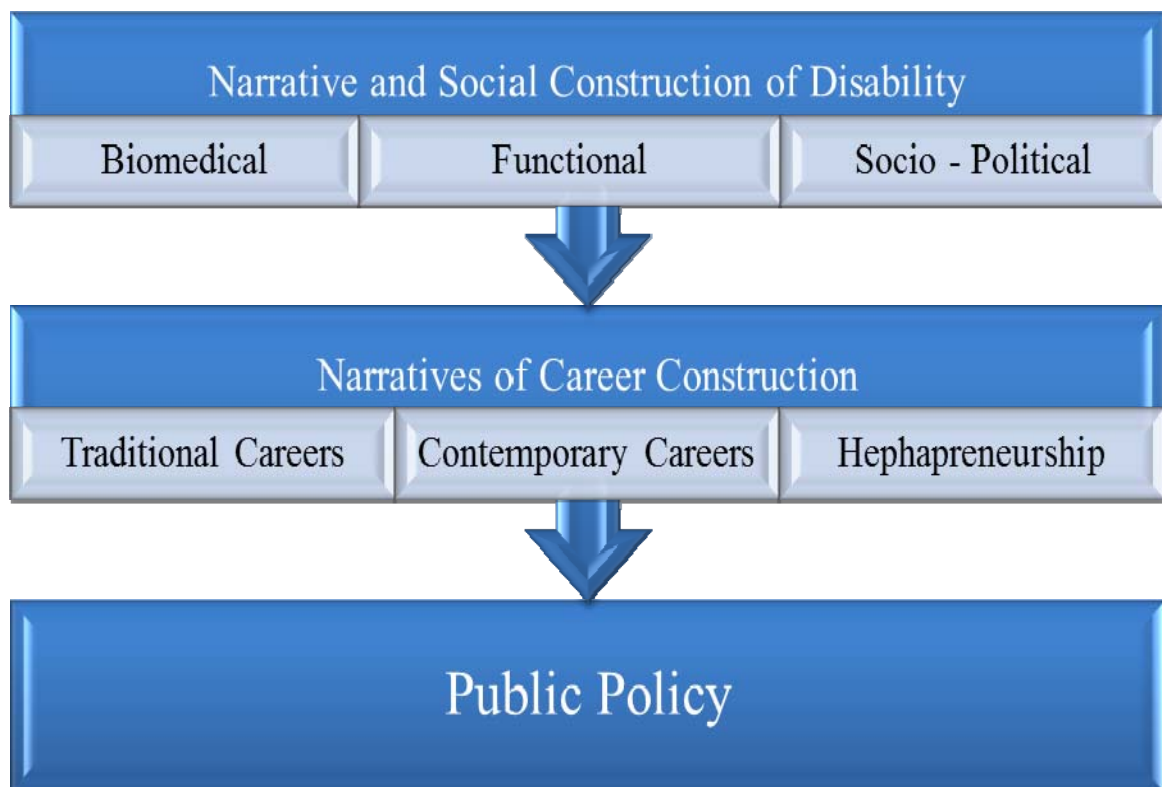 Narrative and Social Construction of Disability
Biomedical Functional Socio - Political
Narratives of Career Construction
Traditional Careers Contemporary Careers Hephapreneurship
Public Policy